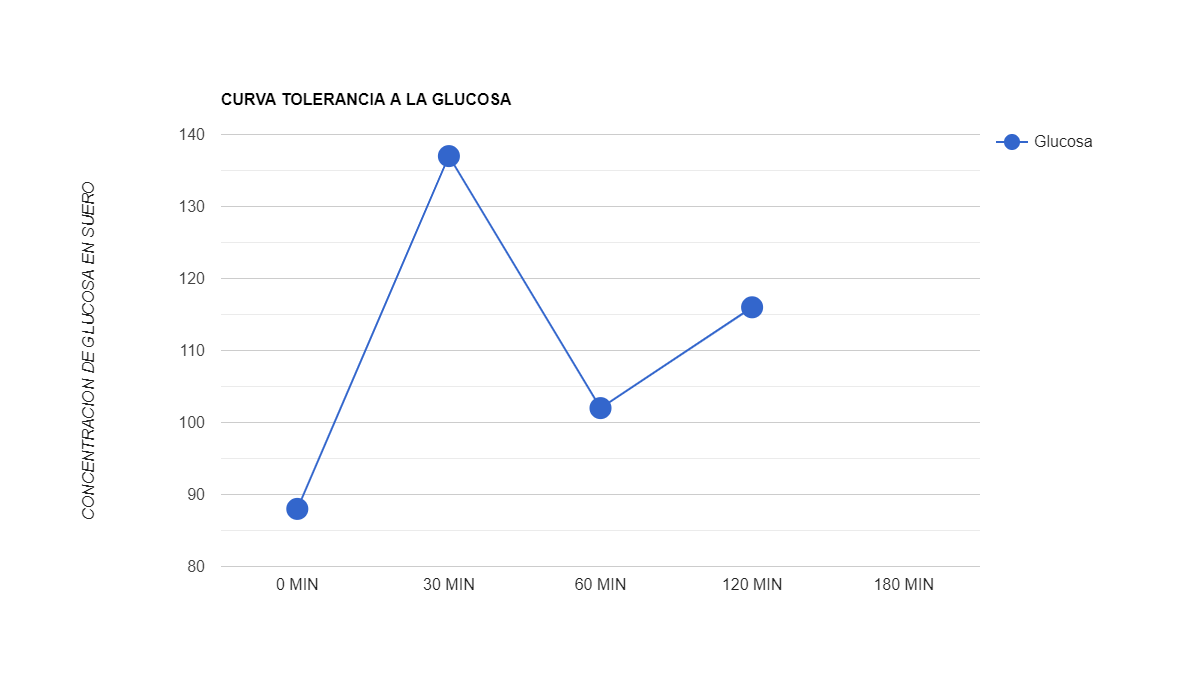 CURVA TOLERANCIA A LA GLUCOSA
Glucosa
CONCENTRACION DE GLUCOSA EN SUERO
140
130
120
110
100
90
80
0 MIN
30 MIN
60 MIN
120 MIN
180 MIN